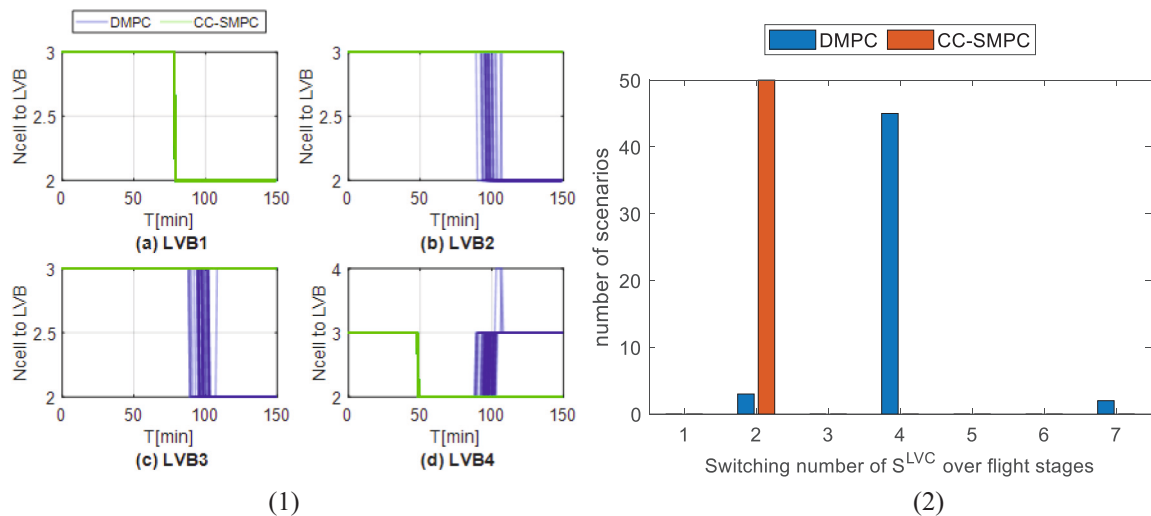 DMPC CC-SMPC
3
2.5
2
Ncell to LVB
0 50 100 150
T[min]
(a) LVB1
3
2.5
2
Ncell to LVB
0 50 100 150
T[min]
(b) LVB2
3
2.5
2
Ncell to LVB
0 50 100 150
T[min]
(c) LVB3
4
3
2
Ncell to LVB
0 50 100 150
T[min]
(d) LVB4
(1)
DMPC CC-SMPC
50
40
30
20
10
0
number of scenarios
1 2 3 4 5 6 7
Switching number of S^LVC over flight stages
(2)